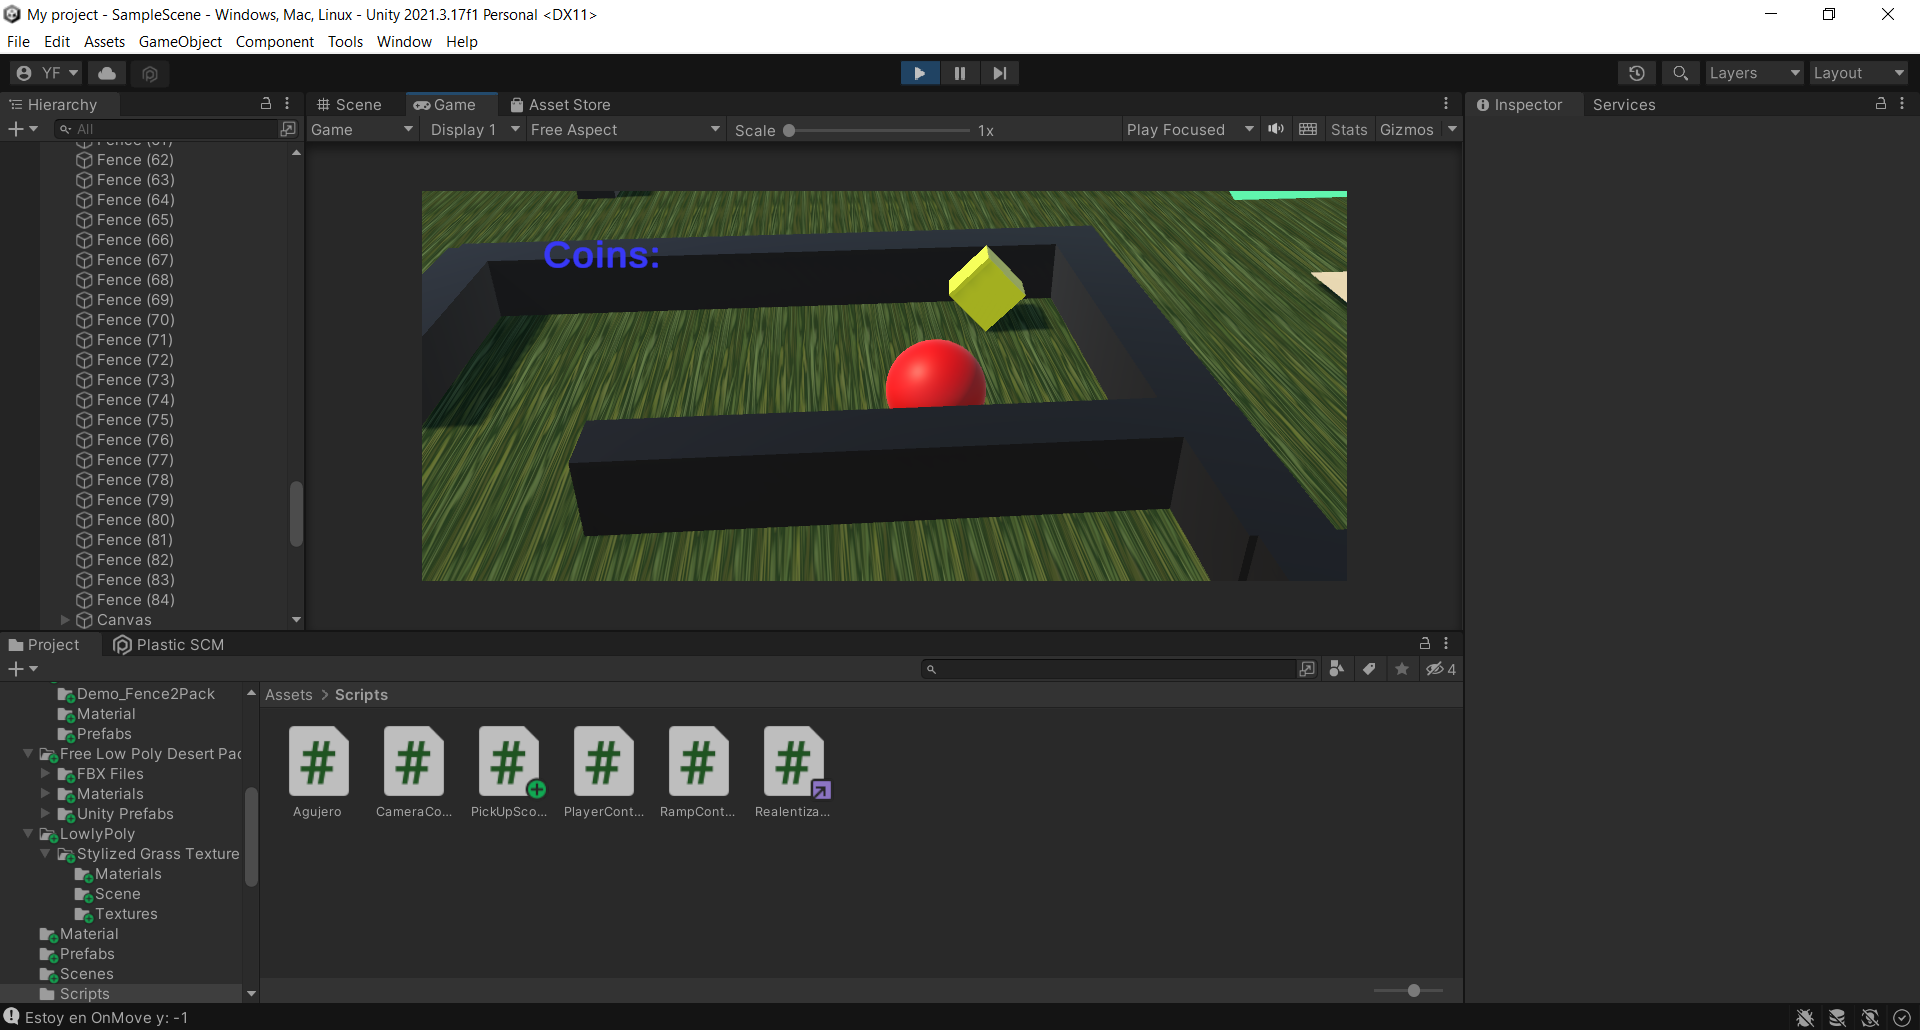 My project - SampleScene - Windows, Mac, Linux - Unity 2021.3.17f1 Personal <DX11>
File Edit Assets GameObject Component Tools Window Help
YF Layers Layout
Hierarchy Scene Game Asset Store Inspector Services
All Game Display 1 Free Aspect Scale 1x Play Focused Stats Gizmos
Fence (62)
Fence (63)
Fence (64)
Fence (65)
Fence (66)
Fence (67)
Fence (68)
Fence (69)
Fence (70)
Fence (71)
Fence (72)
Fence (73)
Fence (74)
Fence (75)
Fence (76)
Fence (77)
Fence (78)
Fence (79)
Fence (80)
Fence (81)
Fence (82)
Fence (83)
Fence (84)
Canvas
Coins:
Project Plastic SCM
4
Demo_Fence2Pack
Material
Prefabs
Free Low Poly Desert Pac
FBX Files
Materials
Unity Prefabs
LowlyPoly
Stylized Grass Texture
Materials
Scene
Textures
Material
Prefabs
Scenes
Scripts
Assets > Scripts
# # # # # #
Agujero CameraCo... PickUpSco... PlayerCont... RampCont... Realentiza...
Estoy en OnMove y: -1